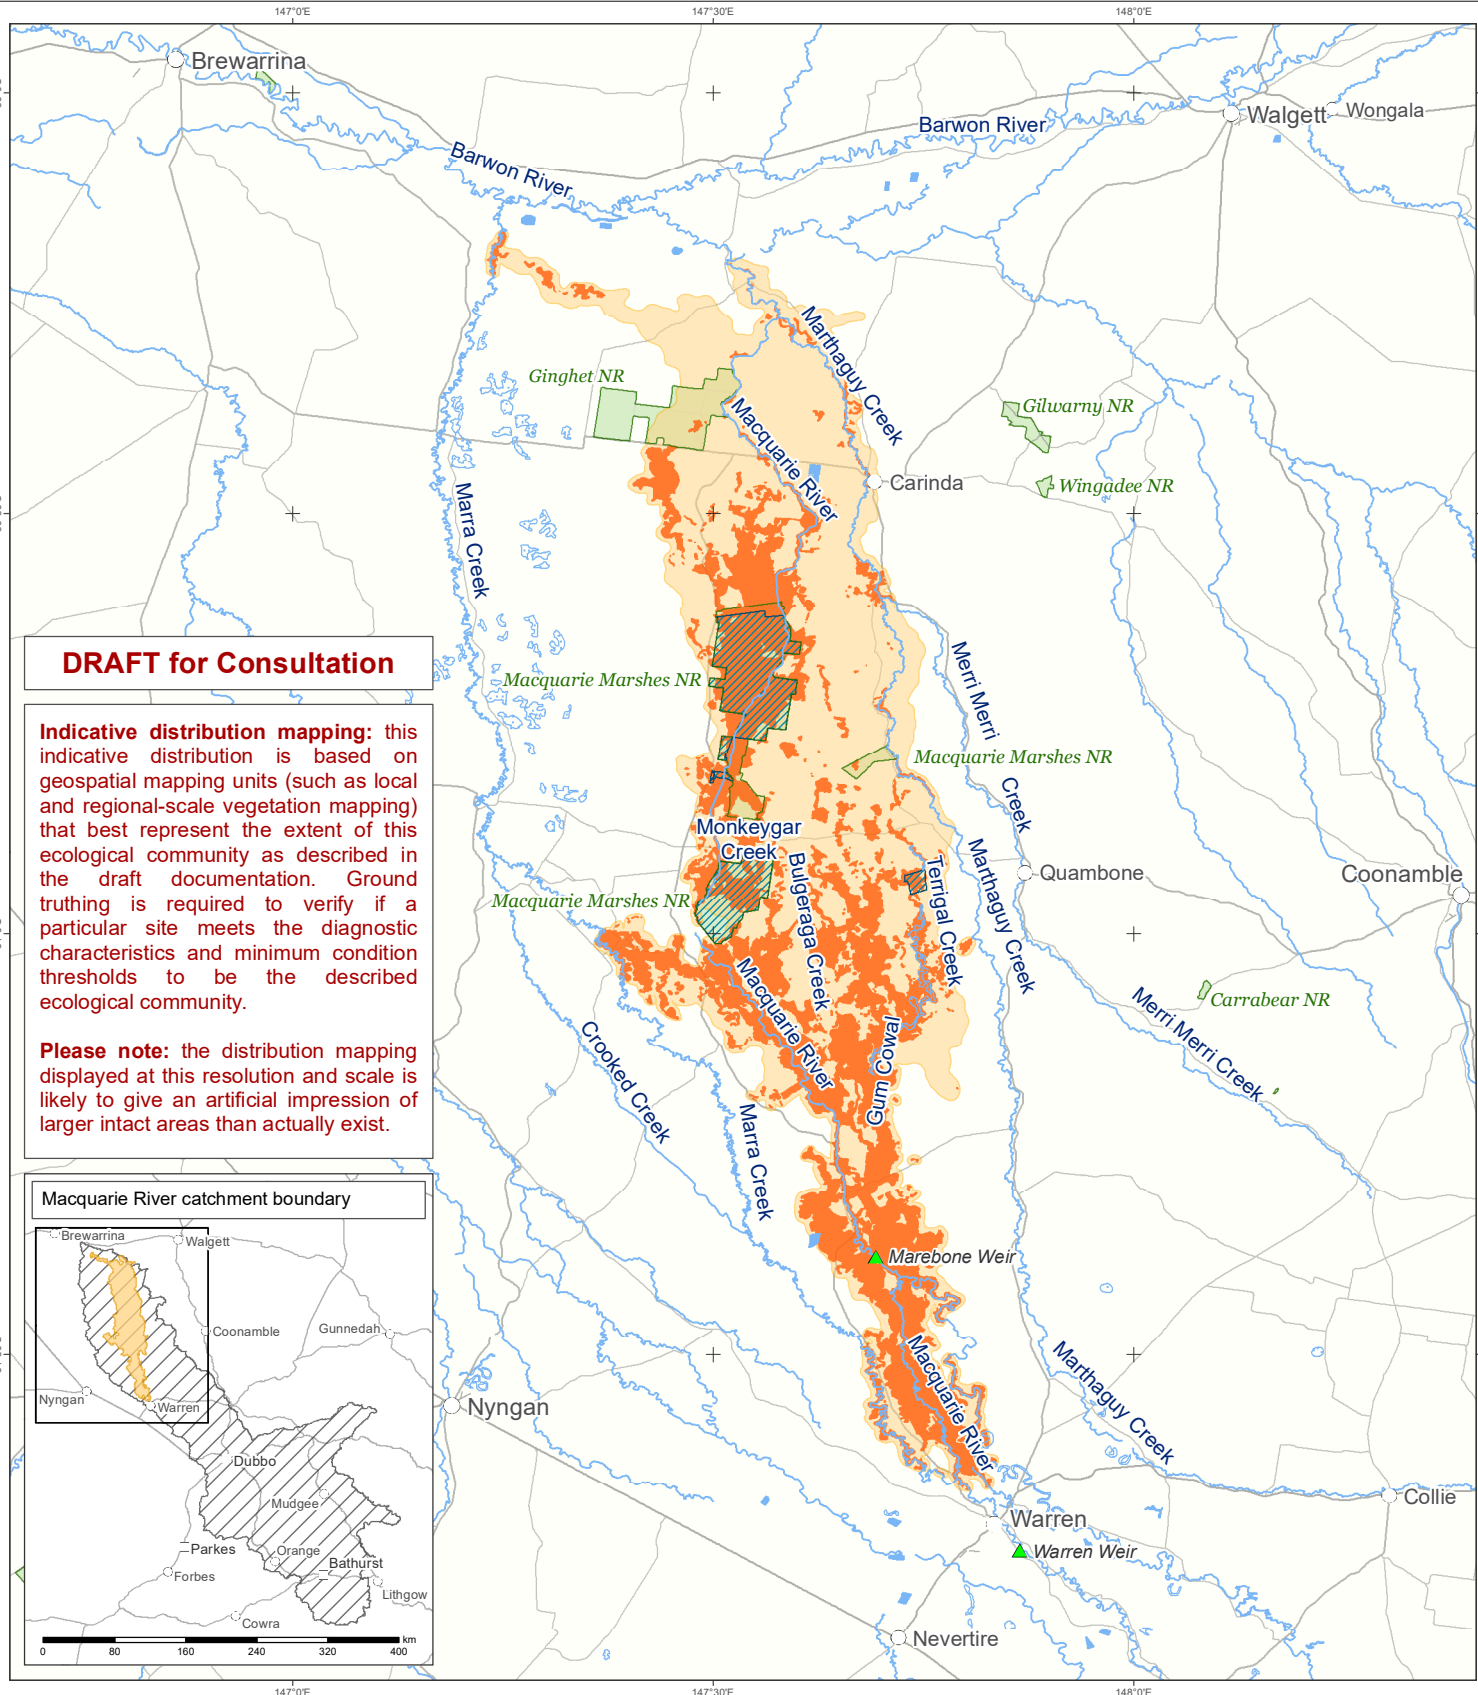 147°0'E
147°30'E
148°0'E
Brewarrina
Walgett
Wongala
Barwon River
Barwon River
Marthaguy Creek
Ginghet NR
Macquarie River
Gilwarny NR
Wingadee NR
Carinda
Marra Creek
DRAFT for Consultation
Macquarie Marshes NR
Merri Merri
Creek
Macquarie Marshes NR
Indicative distribution mapping: this
indicative distribution is based on
geospatial mapping units (such as local
and regional-scale vegetation mapping)
that best represent the extent of this
ecological community as described in
the draft documentation. Ground
truthing is required to verify if a
particular site meets the diagnostic
characteristics and minimum condition
thresholds to be the described
ecological community.
Please note: the distribution mapping
displayed at this resolution and scale is
likely to give an artificial impression of
larger intact areas than actually exist.
Monkeygar
Creek
Bulgeraga Creek
Terrigal Creek
Marthaguy Creek
Quambone
Coonamble
Macquarie Marshes NR
Macquarie River
Gum Cowal
Carrabear NR
Merri Merri Creek
Crooked Creek
Marra Creek
Marebone Weir
Macquarie River
Marthaguy Creek
Nyngan
Collie
Warren
Warren Weir
Nevertire
Macquarie River catchment boundary
Brewarrina
Walgett
Coonamble
Gunnedah
Nyngan
Warren
Dubbo
Mudgee
Parkes
Orange
Bathurst
Forbes
Lithgow
Cowra
km
0 80 160 240 320 400
147°0'E
147°30'E
148°0'E